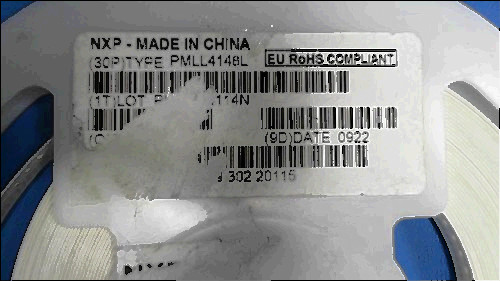 NXP - MADE IN CHINA
(30P)TYPE PMLL4148L EU RoHS COMPLIANT
(1T)LOT 114N
(9D)DATE 0922
302 20115